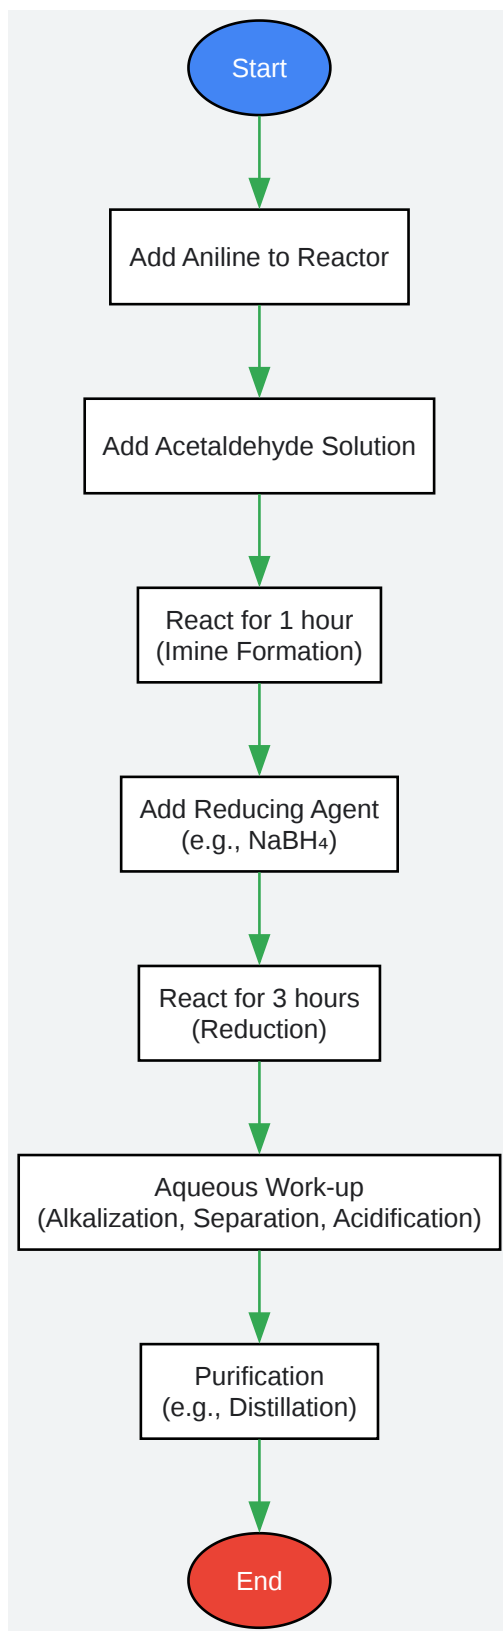 Start
Add Aniline to Reactor
Add Acetaldehyde Solution
React for 1 hour
(Imine Formation)
Add Reducing Agent
(e.g., NaBH₄)
React for 3 hours
(Reduction)
Aqueous Work-up
(Alkalization, Separation, Acidification)
Purification
(e.g., Distillation)
End